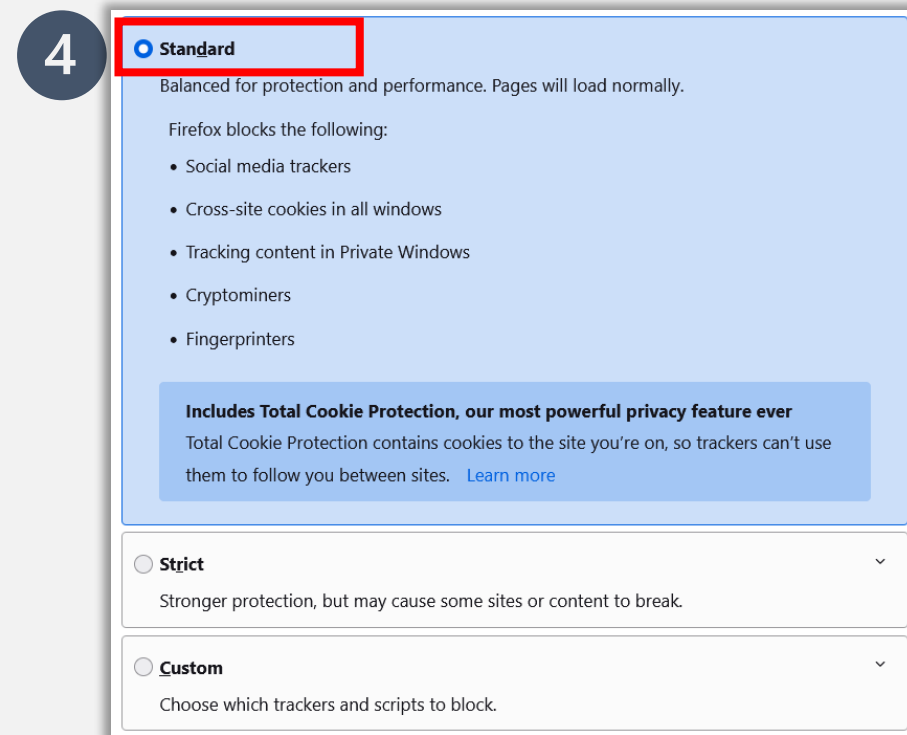 4
Standard
Balanced for protection and performance. Pages will load normally.
Firefox blocks the following:
• Social media trackers
• Cross-site cookies in all windows
• Tracking content in Private Windows
• Cryptominers
• Fingerprinters
Includes Total Cookie Protection, our most powerful privacy feature ever
Total Cookie Protection contains cookies to the site you’re on, so trackers can’t use
them to follow you between sites. Learn more
Strict
Stronger protection, but may cause some sites or content to break.
Custom
Choose which trackers and scripts to block.